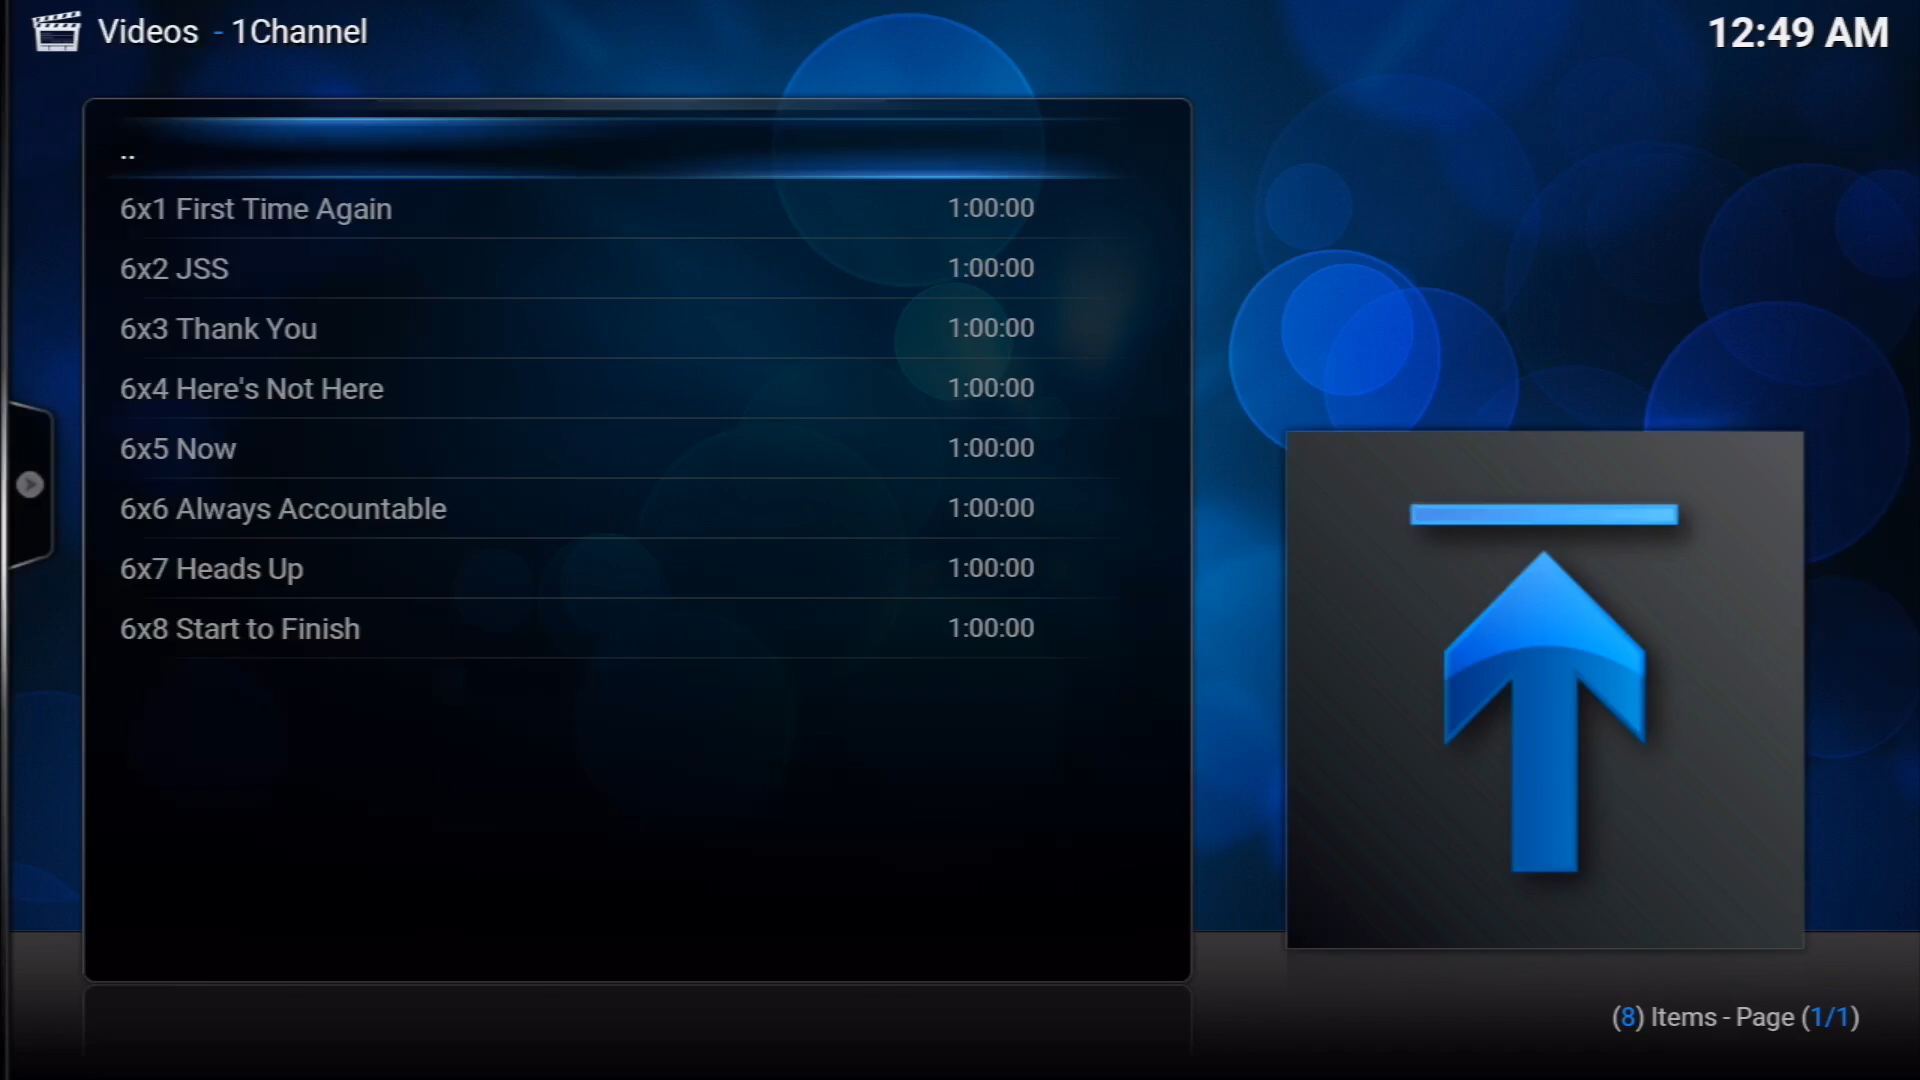 Videos - 1Channel
12:49 AM
..
6x1 First Time Again 1:00:00
6x2 JSS 1:00:00
6x3 Thank You 1:00:00
6x4 Here's Not Here 1:00:00
6x5 Now 1:00:00
6x6 Always Accountable 1:00:00
6x7 Heads Up 1:00:00
6x8 Start to Finish 1:00:00
(8) Items - Page (1/1)